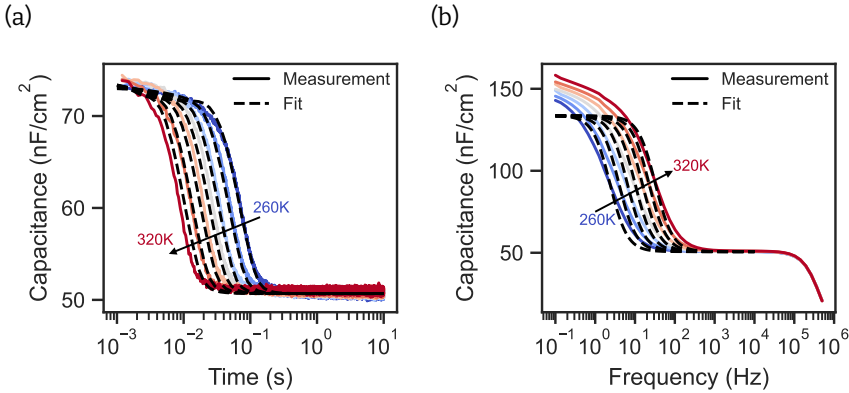 (a)
Capacitance (nF/cm²)
70
60
50
Measurement
Fit
260K
320K
10⁻³ 10⁻² 10⁻¹ 10⁰ 10¹
Time (s)
(b)
Capacitance (nF/cm²)
150
100
50
Measurement
Fit
320K
260K
10⁻¹ 10⁰ 10¹ 10² 10³ 10⁴ 10⁵ 10⁶
Frequency (Hz)